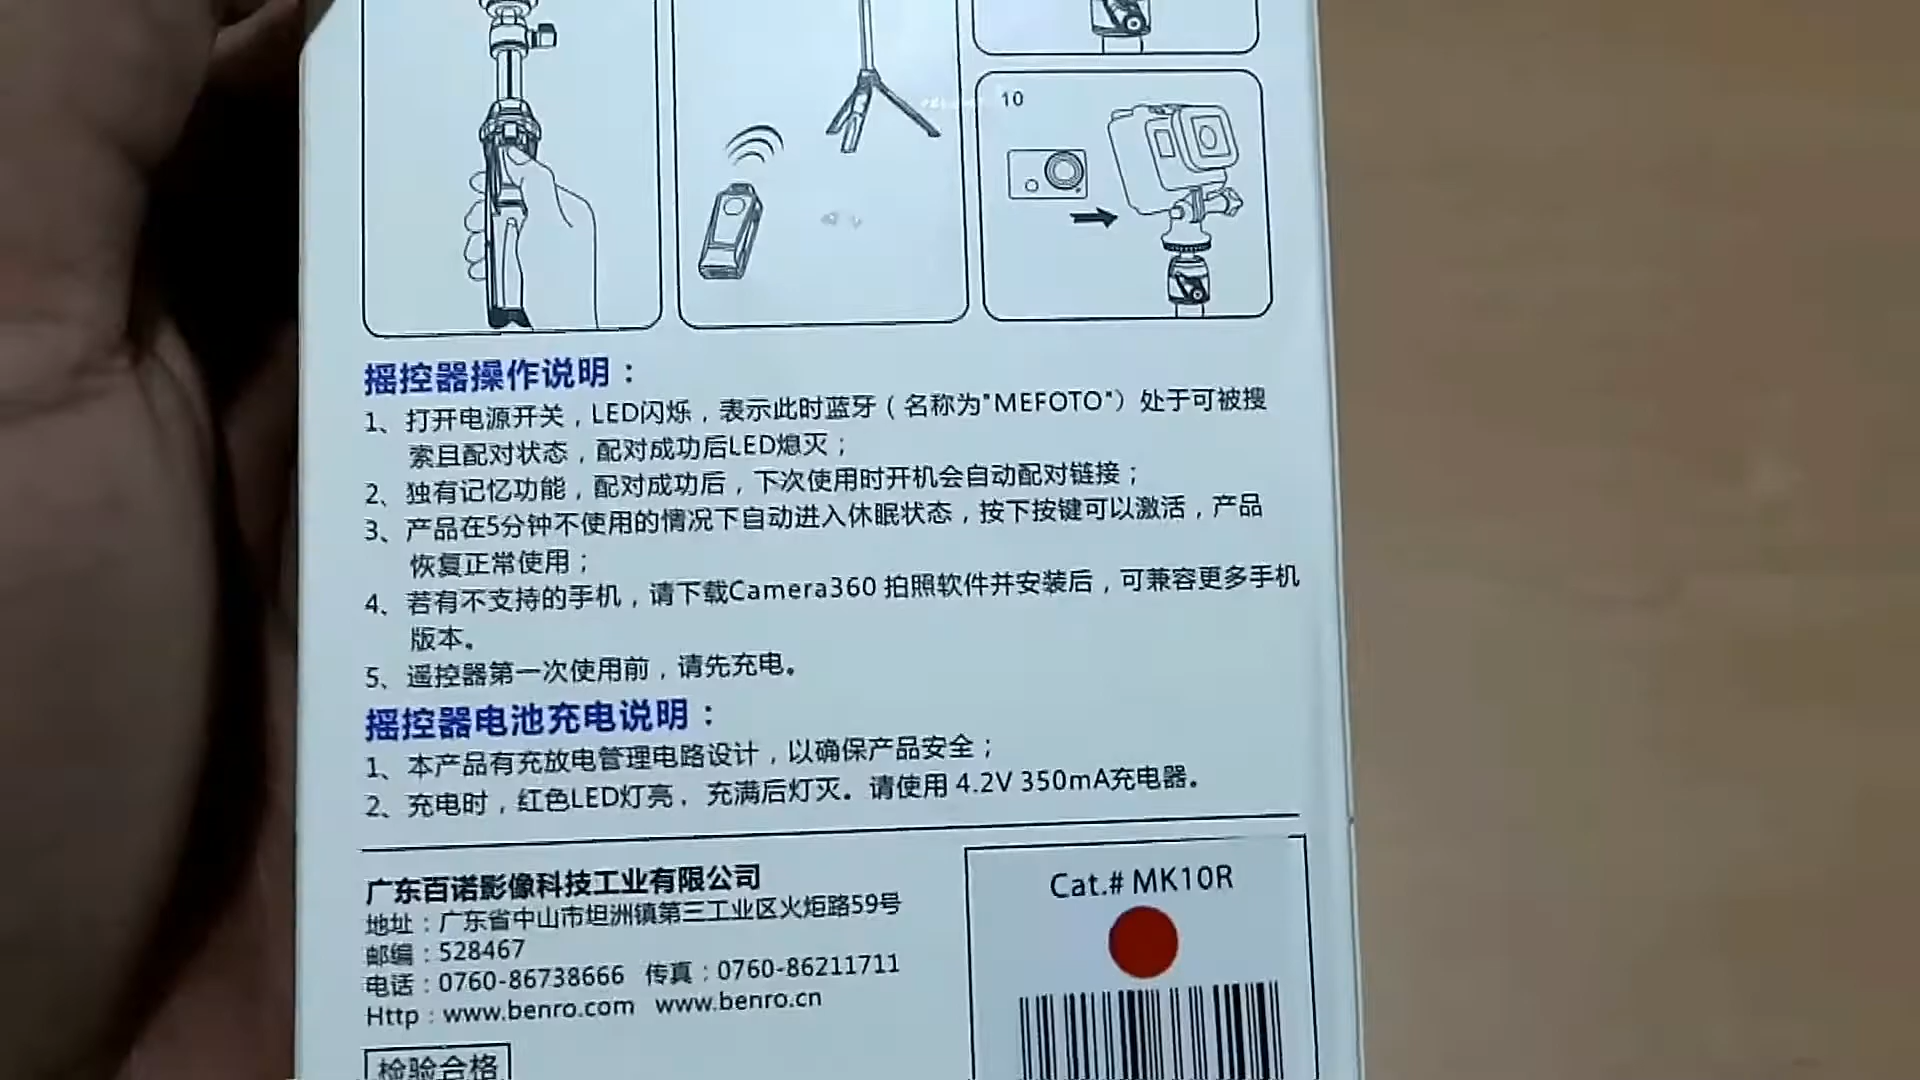 10
摇控器操作说明：
1、打开电源开关，LED闪烁，表示此时蓝牙（名称为"MEFOTO"）处于可被搜
索且配对状态，配对成功后LED熄灭；
2、独有记忆功能，配对成功后，下次使用时开机会自动配对链接；
3、产品在5分钟不使用的情况下自动进入休眠状态，按下按键可以激活，产品
恢复正常使用；
4、若有不支持的手机，请下载Camera360 拍照软件并安装后，可兼容更多手机
版本。
5、遥控器第一次使用前，请先充电。
摇控器电池充电说明：
1、本产品有充放电管理电路设计，以确保产品安全；
2、充电时，红色LED灯亮， 充满后灯灭。请使用 4.2V 350mA充电器。
广东百诺影像科技工业有限公司
地址：广东省中山市坦洲镇第三工业区火炬路59号
邮编：528467
电话：0760-86738666 传真：0760-86211711
Http：www.benro.com www.benro.cn
检验合格
Cat.# MK10R